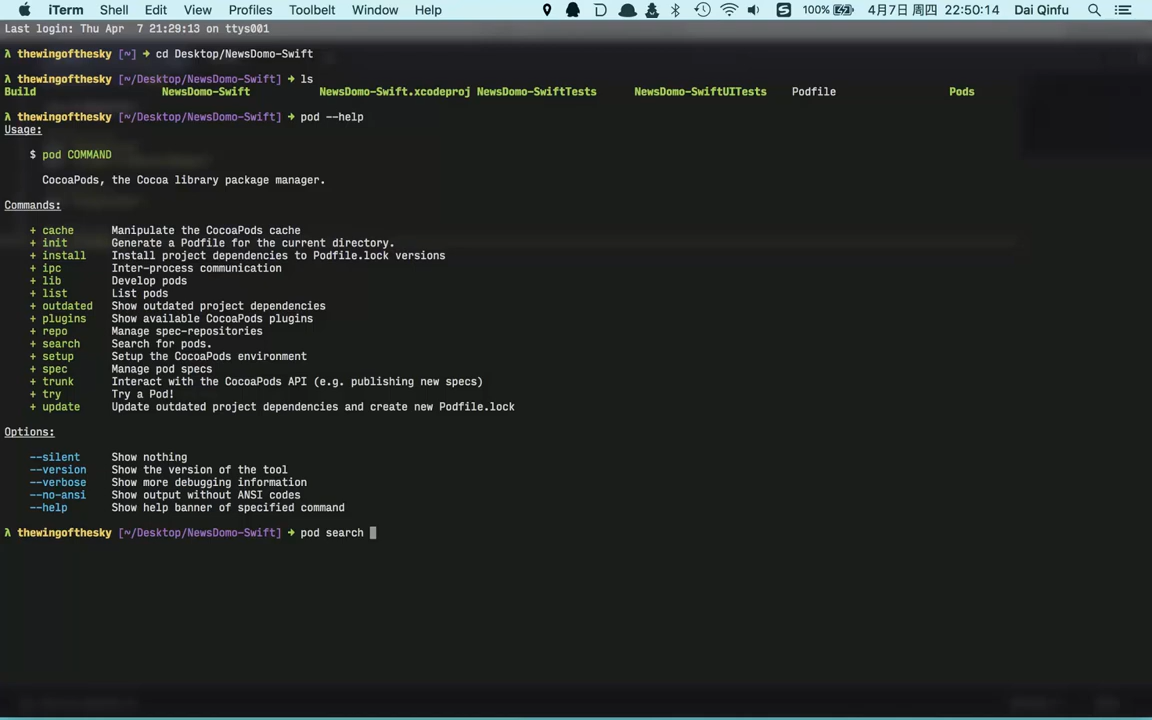 iTerm Shell Edit View Profiles Toolbelt Window Help 100% 4月7日 周四 22:50:14 Dai Qinfu
Last login: Thu Apr  7 21:29:13 on ttys001
λ thewingofthesky [~] → cd Desktop/NewsDomo-Swift
λ thewingofthesky [~/Desktop/NewsDomo-Swift] → ls
Build NewsDomo-Swift NewsDomo-Swift.xcodeproj NewsDomo-SwiftTests NewsDomo-SwiftUITests Podfile Pods
λ thewingofthesky [~/Desktop/NewsDomo-Swift] → pod --help
Usage:
$ pod COMMAND
CocoaPods, the Cocoa library package manager.
Commands:
+ cache Manipulate the CocoaPods cache
+ init Generate a Podfile for the current directory.
+ install Install project dependencies to Podfile.lock versions
+ ipc Inter-process communication
+ lib Develop pods
+ list List pods
+ outdated Show outdated project dependencies
+ plugins Show available CocoaPods plugins
+ repo Manage spec-repositories
+ search Search for pods.
+ setup Setup the CocoaPods environment
+ spec Manage pod specs
+ trunk Interact with the CocoaPods API (e.g. publishing new specs)
+ try Try a Pod!
+ update Update outdated project dependencies and create new Podfile.lock
Options:
--silent Show nothing
--version Show the version of the tool
--verbose Show more debugging information
--no-ansi Show output without ANSI codes
--help Show help banner of specified command
λ thewingofthesky [~/Desktop/NewsDomo-Swift] → pod search